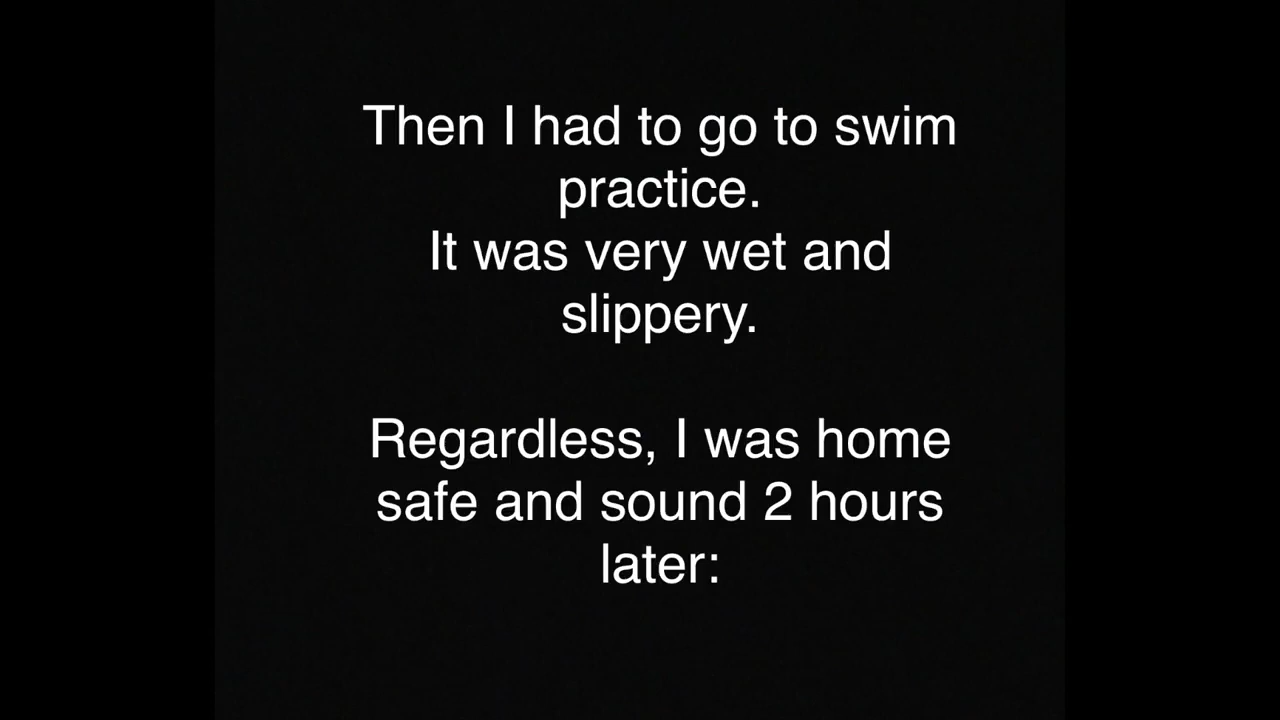 Then I had to go to swim
practice.
It was very wet and
slippery.
Regardless, I was home
safe and sound 2 hours
later: